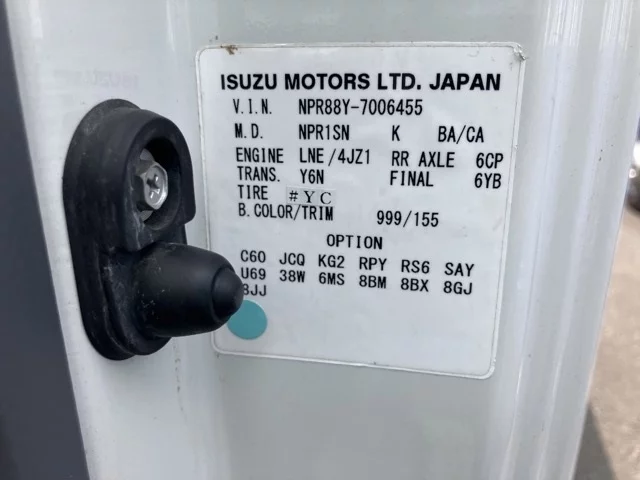 ISUZU MOTORS LTD. JAPAN
V.I.N. NPR88Y-7006455
M.D. NPR1SN K BA/CA
ENGINE LNE/4JZ1 RR AXLE 6CP
TRANS. Y6N FINAL 6YB
TIRE #YC
B.COLOR/TRIM 999/155
OPTION
C60 JCQ KG2 RPY RS6 SAY
U69 38W 6MS 8BM 8BX 8GJ
8JJ